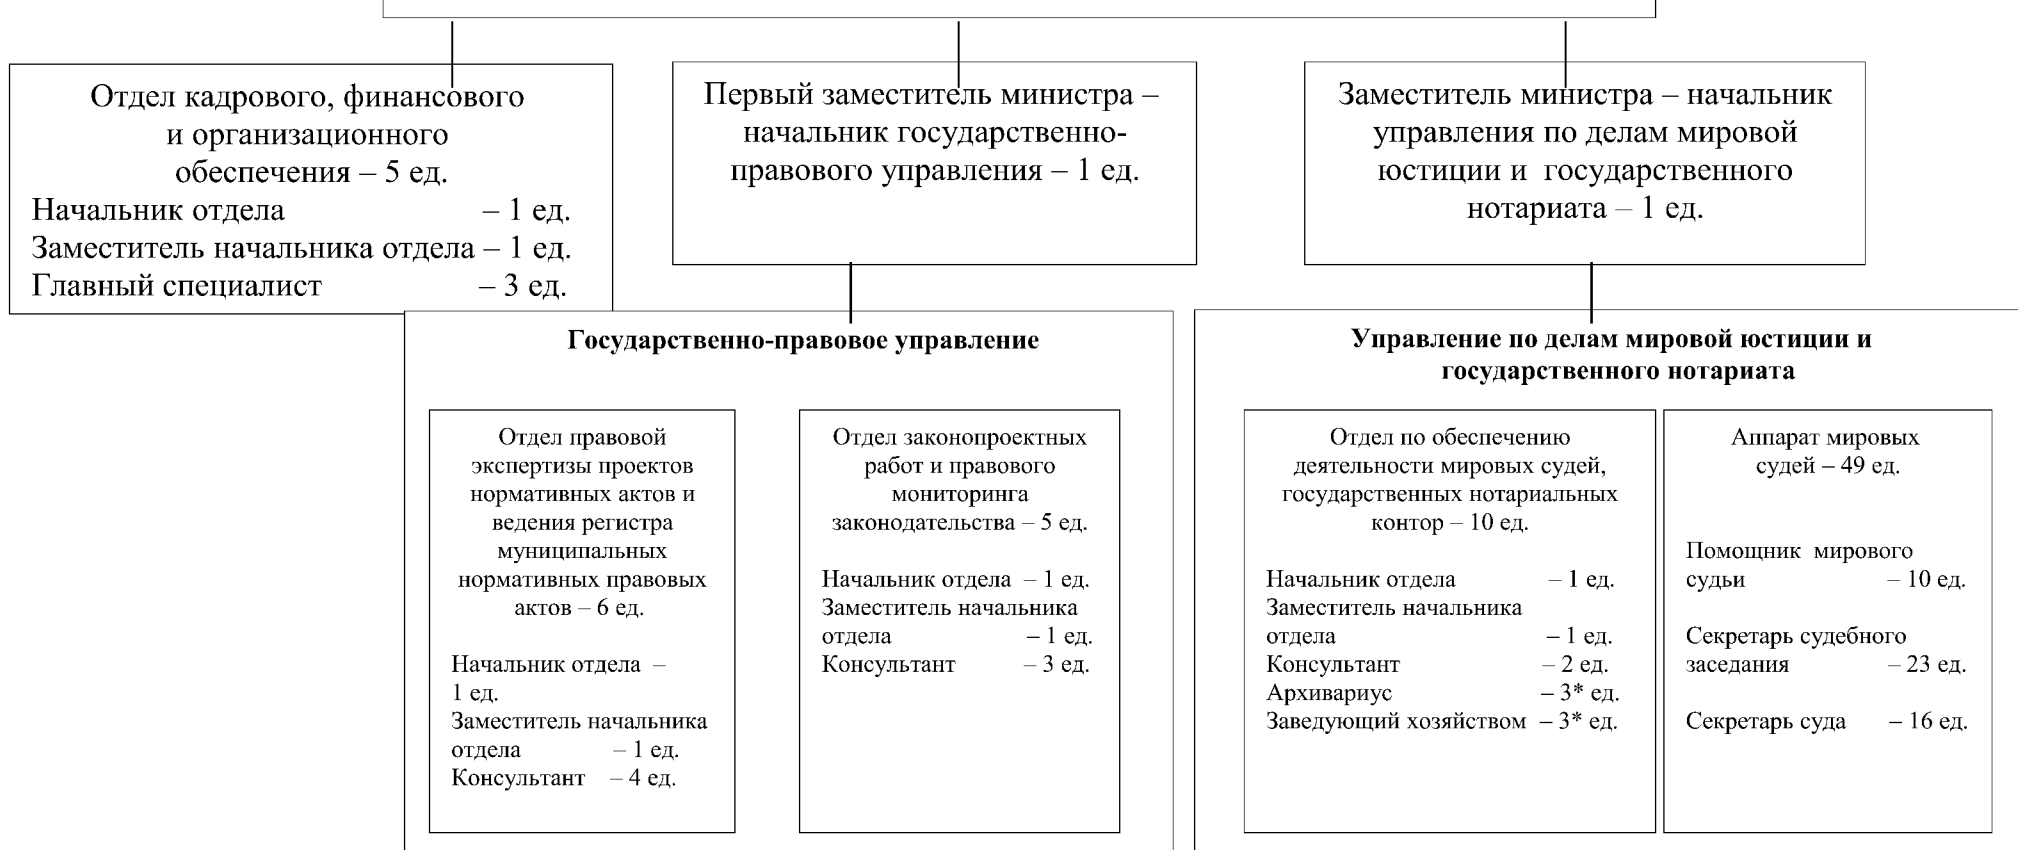 Отдел кадрового, финансового
и организационного
обеспечения – 5 ед.
Начальник отдела – 1 ед.
Заместитель начальника отдела – 1 ед.
Главный специалист – 3 ед.
Первый заместитель министра –
начальник государственно-
правового управления – 1 ед.
Заместитель министра – начальник
управления по делам мировой
юстиции и государственного
нотариата – 1 ед.
Государственно-правовое управление
Отдел правовой
экспертизы проектов
нормативных актов и
ведения регистра
муниципальных
нормативных правовых
актов – 6 ед.
Начальник отдела –
1 ед.
Заместитель начальника
отдела – 1 ед.
Консультант – 4 ед.
Отдел законопроектных
работ и правового
мониторинга
законодательства – 5 ед.
Начальник отдела – 1 ед.
Заместитель начальника
отдела – 1 ед.
Консультант – 3 ед.
Управление по делам мировой юстиции и
государственного нотариата
Отдел по обеспечению
деятельности мировых судей,
государственных нотариальных
контор – 10 ед.
Начальник отдела – 1 ед.
Заместитель начальника
отдела – 1 ед.
Консультант – 2 ед.
Архивариус – 3* ед.
Заведующий хозяйством – 3* ед.
Аппарат мировых
судей – 49 ед.
Помощник мирового
судьи – 10 ед.
Секретарь судебного
заседания – 23 ед.
Секретарь суда – 16 ед.